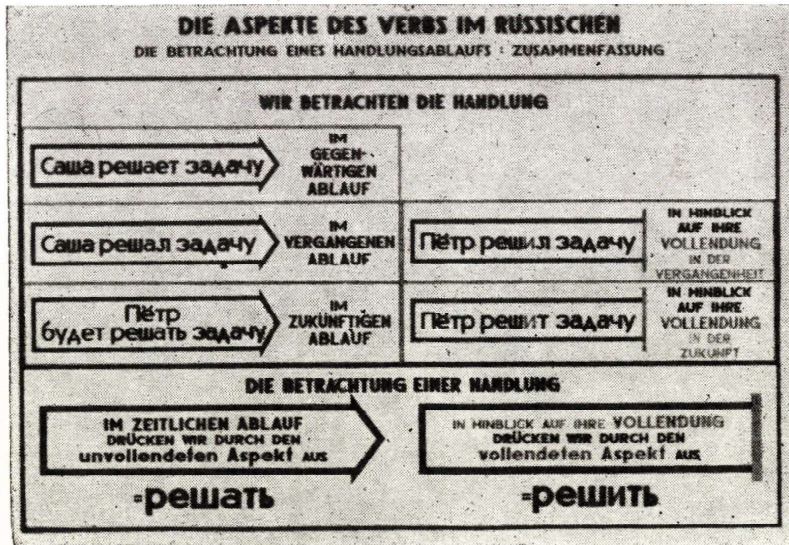 DIE ASPEKTE DES VERBS IM RUSSISCHEN
DIE BETRACHTUNG EINES HANDLUNGSABLAUFS : ZUSAMMENFASSUNG
WIR BETRACHTEN DIE HANDLUNG
Саша решает задачу
IM
GEGEN-
WÄRTIGEN
ABLAUF
Саша решал задачу
IM
VERGANGENEN
ABLAUF
Пётр решил задачу
IN HINBLICK
AUF IHRE
VOLLENDUNG
IN DER
VERGANGENHEIT
Пётр
будет решать задачу
IM
ZUKÜNFTIGEN
ABLAUF
Пётр решит задачу
IN HINBLICK
AUF IHRE
VOLLENDUNG
IN DER
ZUKUNFT
DIE BETRACHTUNG EINER HANDLUNG
IM ZEITLICHEN ABLAUF
DRÜCKEN WIR DURCH DEN
unvollendeten Aspekt AUS
=решать
IN HINBLICK AUF IHRE VOLLENDUNG
DRÜCKEN WIR DURCH DEN
vollendeten Aspekt AUS
=решить